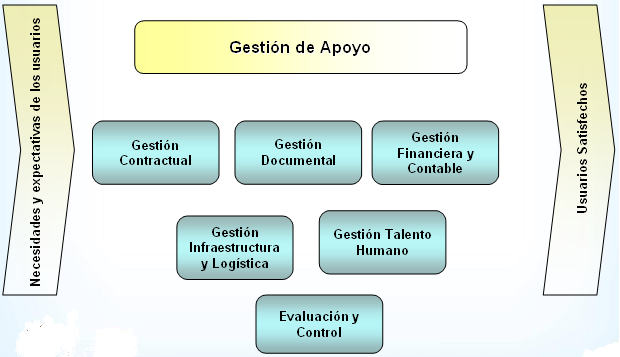 Necesidades y expectativas de los usuarios
Gestión de Apoyo
Gestión
Contractual
Gestión
Documental
Gestión
Financiera y
Contable
Gestión
Infraestructura
y Logística
Gestión Talento
Humano
Evaluación y
Control
Usuarios Satisfechos